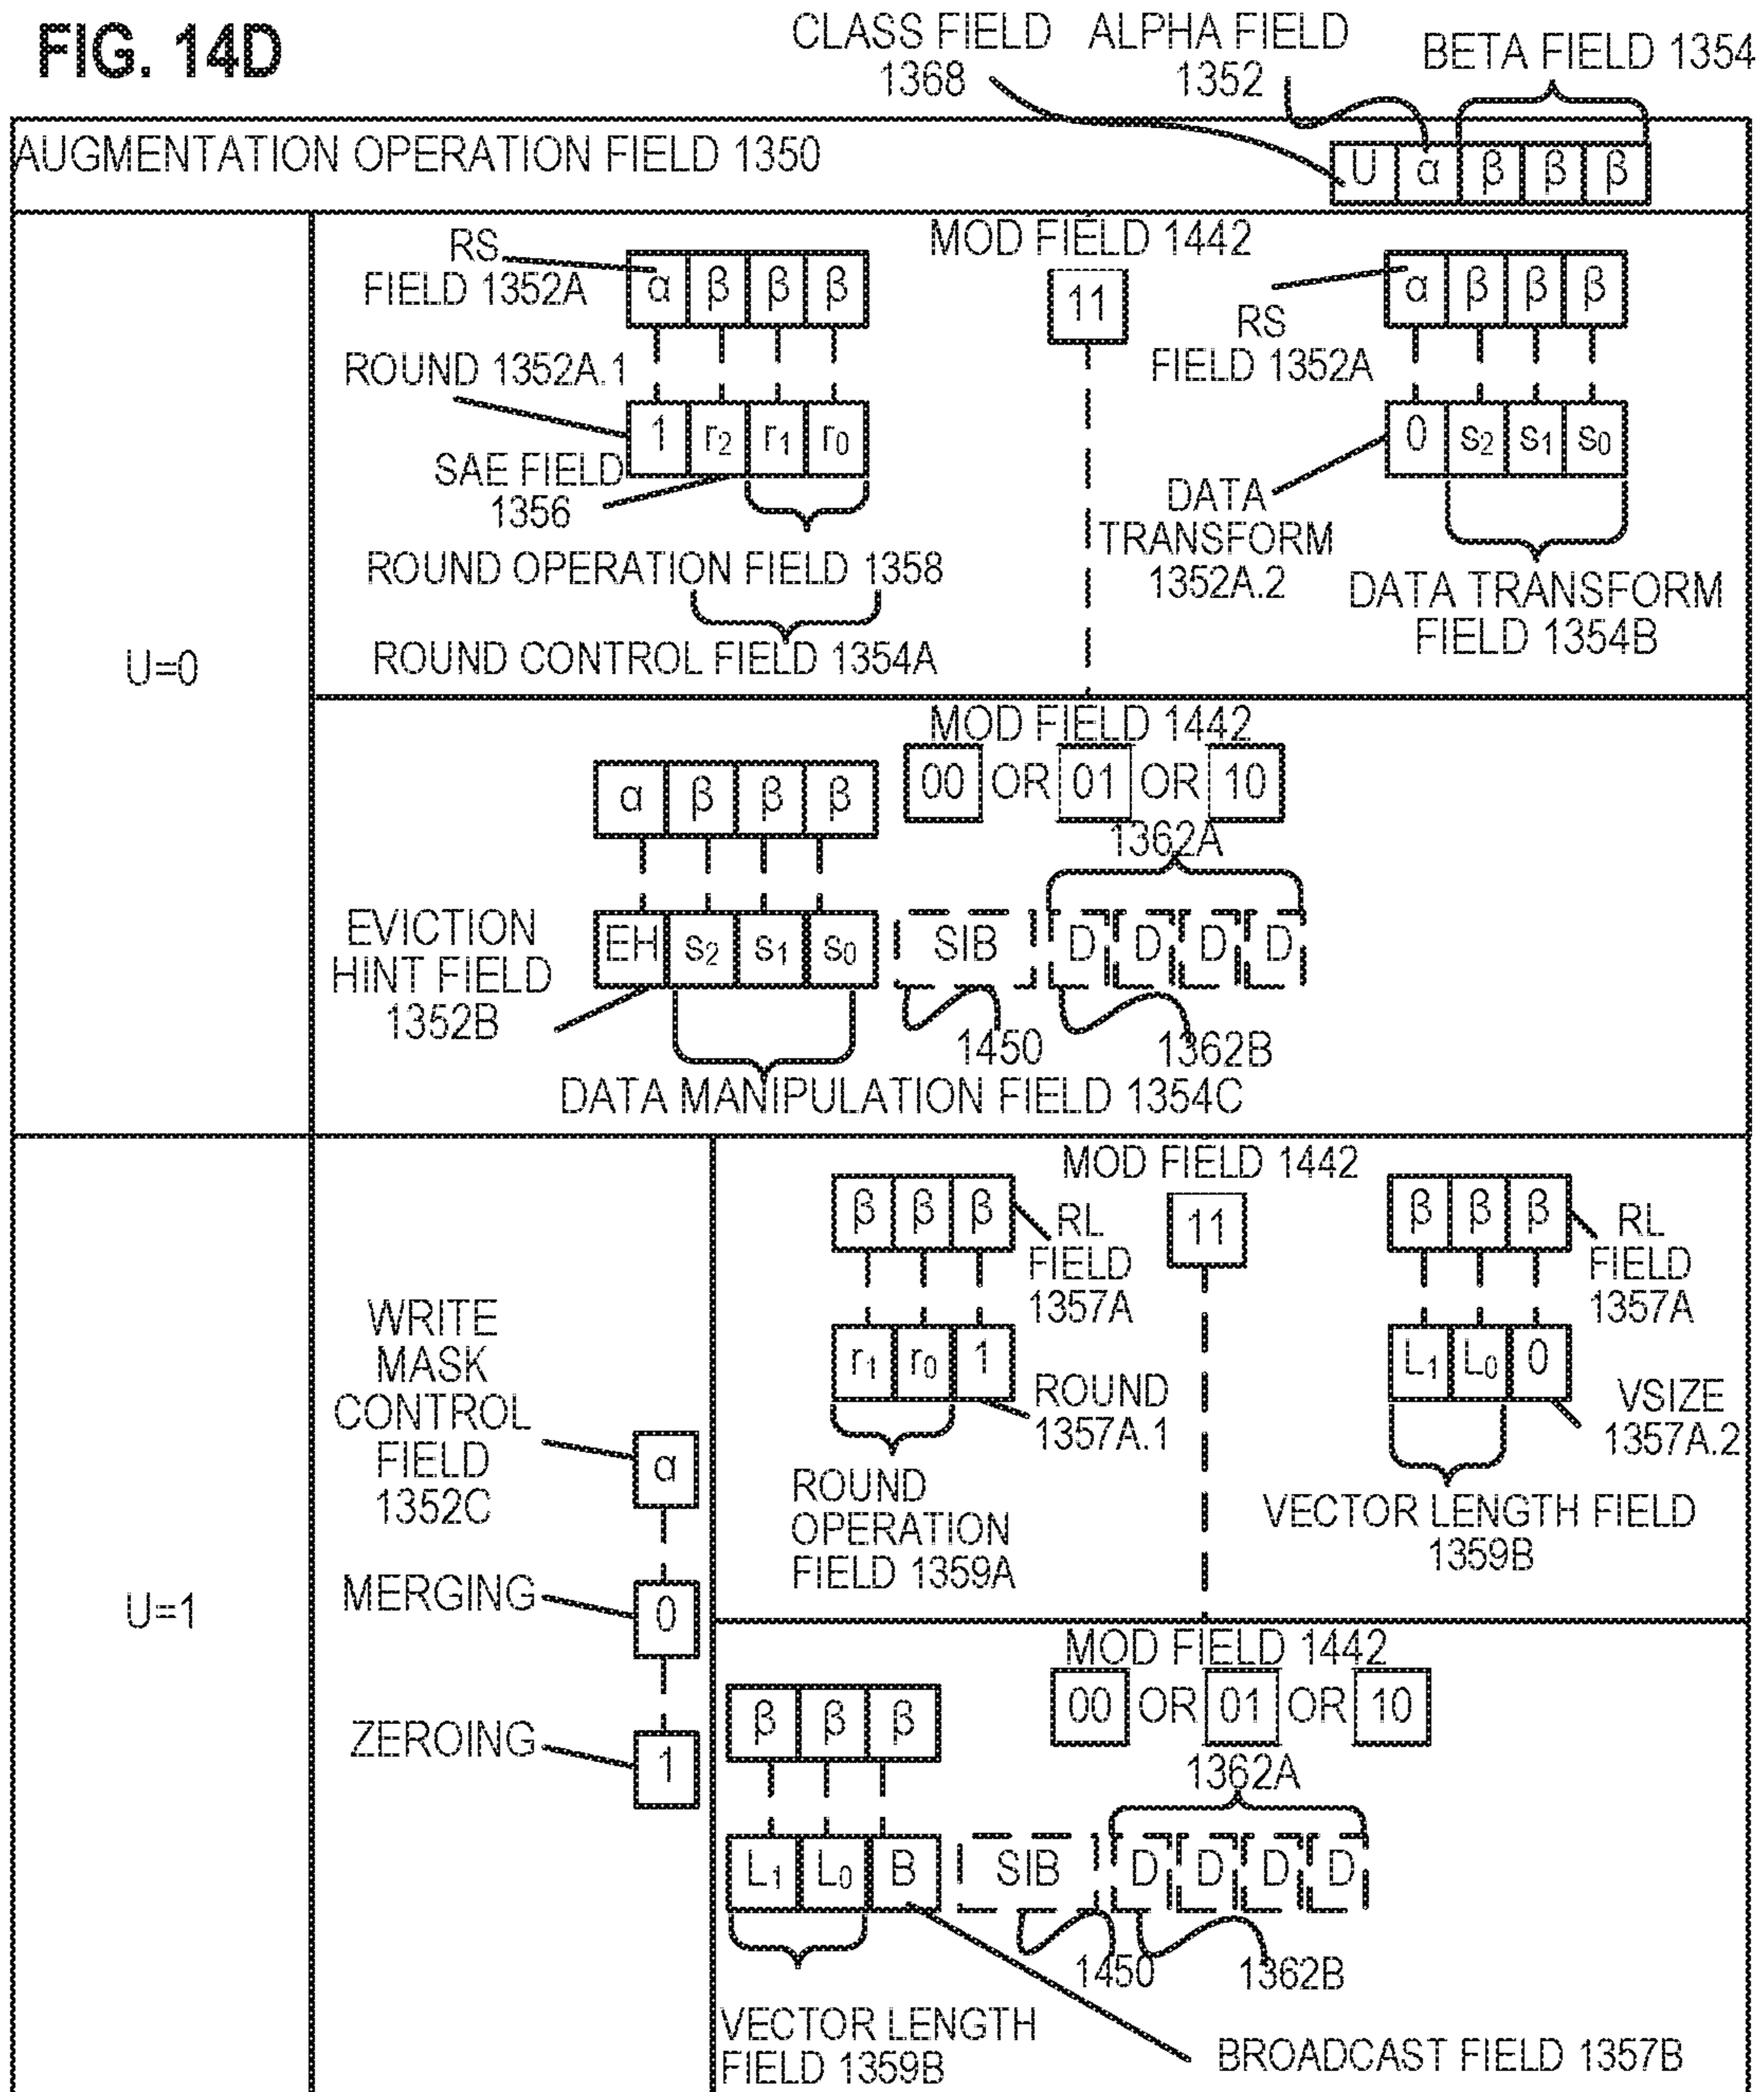 FIG. 14D
CLASS FIELD
1368
ALPHA FIELD
1352
BETA FIELD 1354
AUGMENTATION OPERATION FIELD 1350
U α β β β
U=0
MOD FIELD 1442
11
RS
FIELD 1352A
α β β β
ROUND 1352A.1
1 r2 r1 r0
SAE FIELD
1356
ROUND OPERATION FIELD 1358
ROUND CONTROL FIELD 1354A
α β β β
RS
FIELD 1352A
0 s2 s1 s0
DATA
TRANSFORM
1352A.2
DATA TRANSFORM
FIELD 1354B
MOD FIELD 1442
00 OR 01 OR 10
α β β β
1362A
EVICTION
HINT FIELD
1352B
EH s2 s1 s0 SIB D D D D
1450
1362B
DATA MANIPULATION FIELD 1354C
U=1
WRITE
MASK
CONTROL
FIELD
1352C
α
MERGING
0
ZEROING
1
MOD FIELD 1442
11
β β β
RL
FIELD
1357A
r1 r0 1
ROUND
1357A.1
ROUND
OPERATION
FIELD 1359A
β β β
RL
FIELD
1357A
L1 L0 0
VSIZE
1357A.2
VECTOR LENGTH FIELD
1359B
MOD FIELD 1442
00 OR 01 OR 10
β β β
1362A
L1 L0 B SIB D D D D
1450
1362B
VECTOR LENGTH
FIELD 1359B
BROADCAST FIELD 1357B